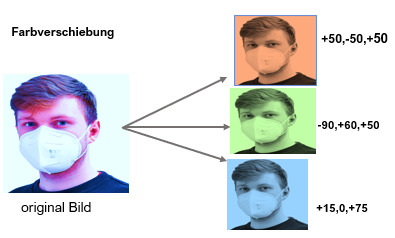 Farbverschiebung
+50,-50,+50
-90,+60,+50
original Bild
+15,0,+75